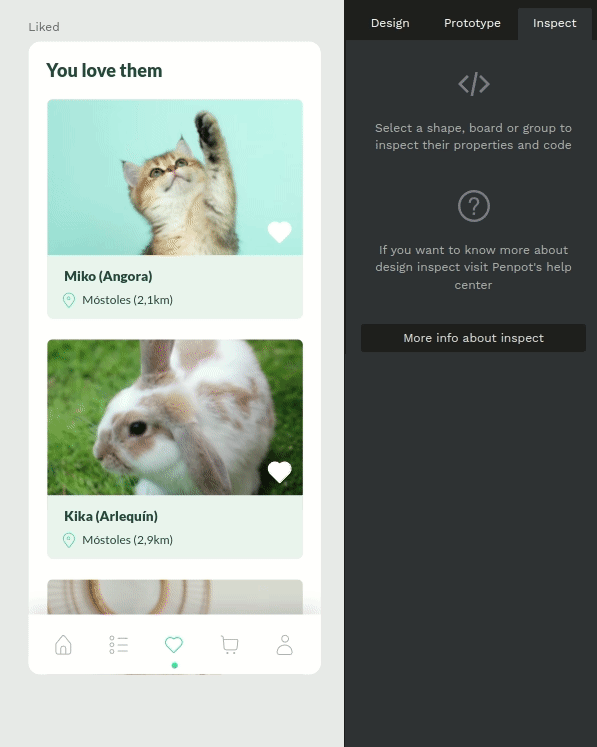 Liked
You love them
Miko (Angora)
Móstoles (2,1km)
Kika (Arlequín)
Móstoles (2,9km)
Design
Prototype
Inspect
Select a shape, board or group to
inspect their properties and code
If you want to know more about
design inspect visit Penpot's help
center
More info about inspect